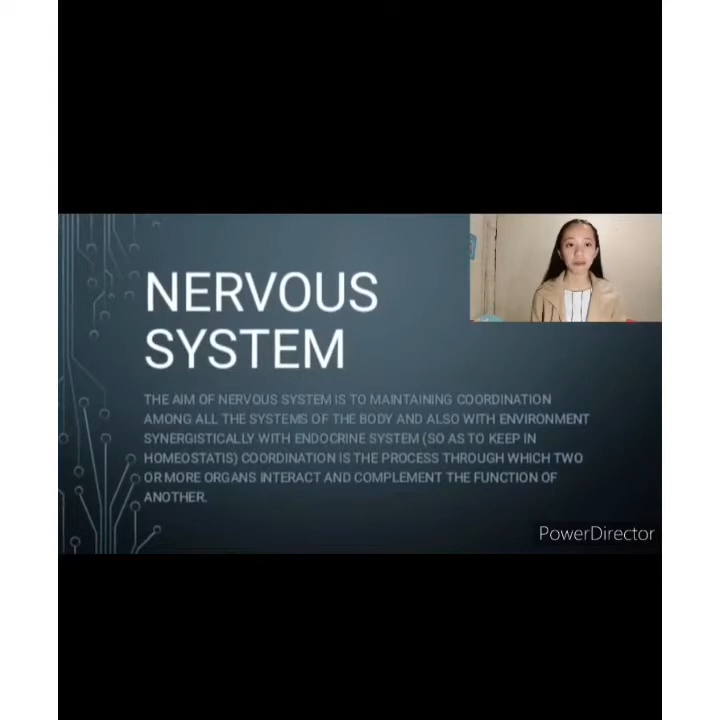 NERVOUS
SYSTEM
THE AIM OF NERVOUS SYSTEM IS TO MAINTAINING COORDINATION
AMONG ALL THE SYSTEMS OF THE BODY AND ALSO WITH ENVIRONMENT
SYNERGISTICALLY WITH ENDOCRINE SYSTEM (SO AS TO KEEP IN
HOMEOSTATIS) COORDINATION IS THE PROCESS THROUGH WHICH TWO
OR MORE ORGANS INTERACT AND COMPLEMENT THE FUNCTION OF
ANOTHER.
PowerDirector